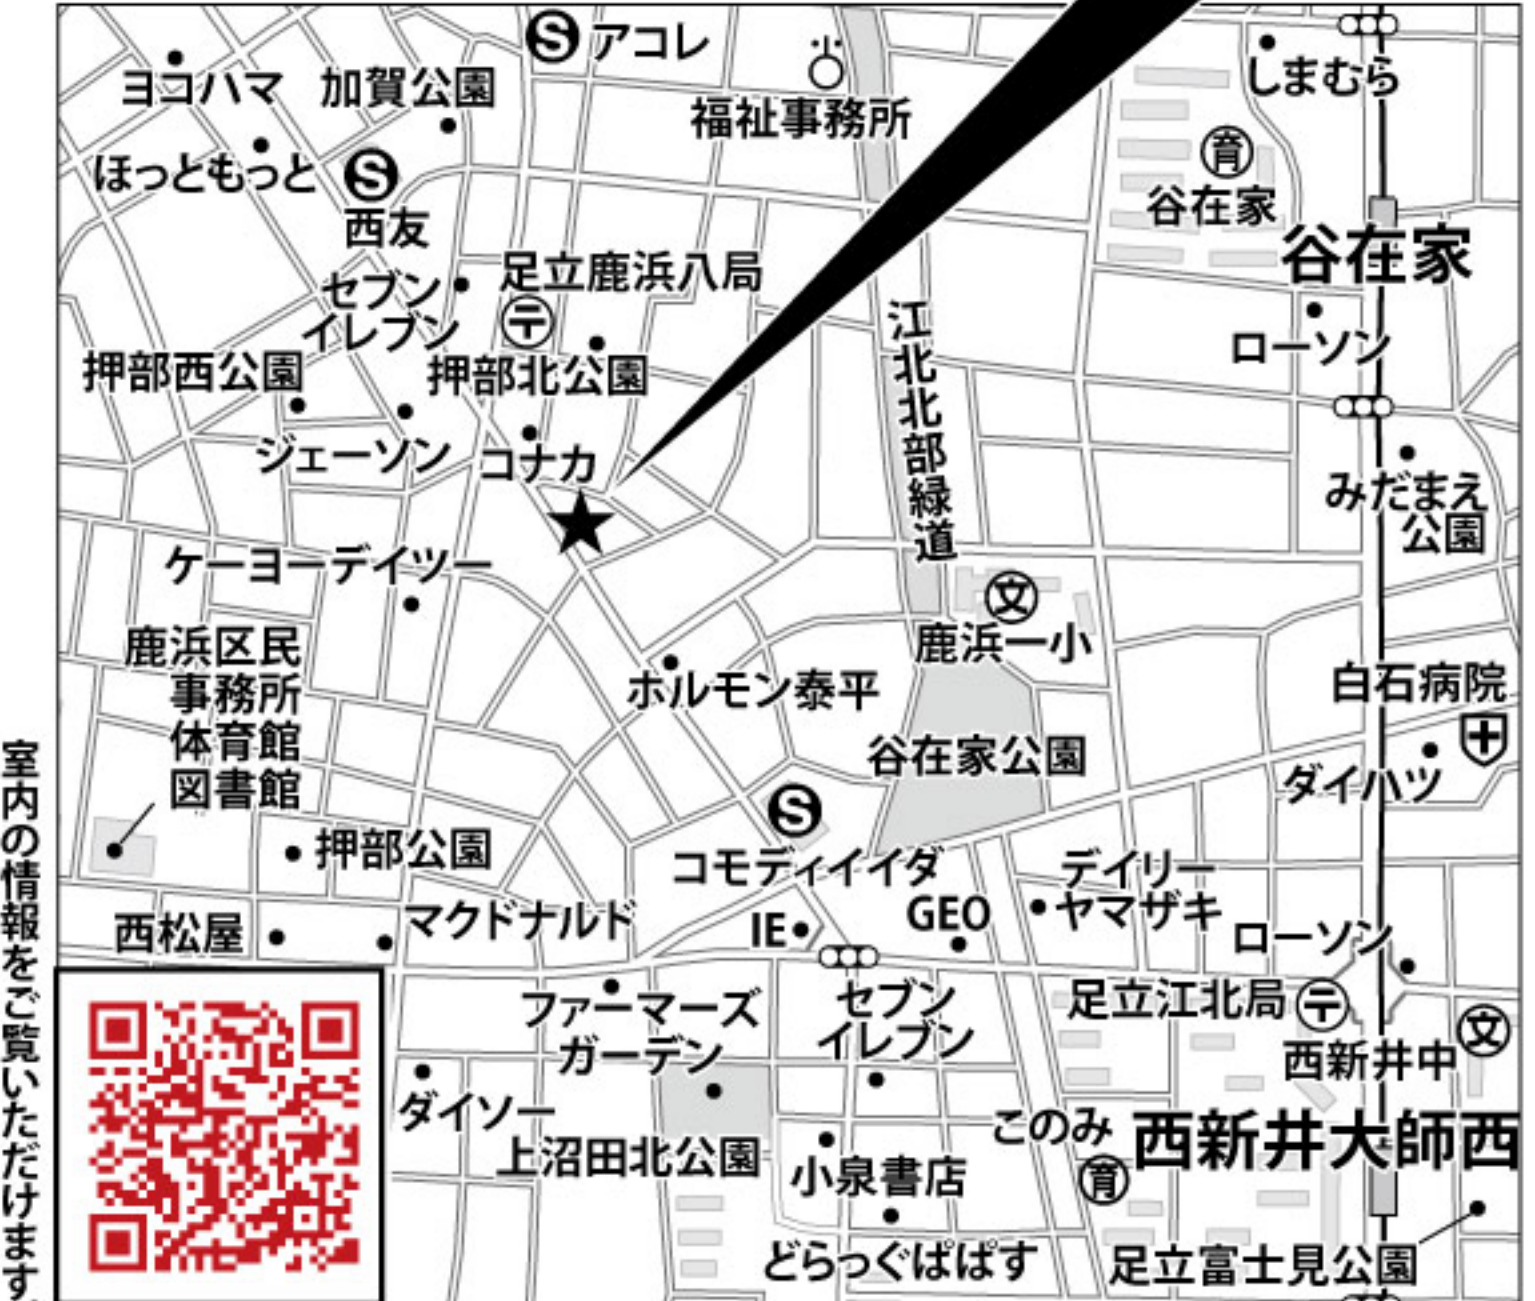 Ⓢアコレ
しまむら
ヨコハマ
加賀公園
福祉事務所
育
谷在家
ほっともっと
Ⓢ
西友
谷在家
足立鹿浜八局
〒
セブン
イレブン
江北北部緑道
ローソン
押部西公園
押部北公園
ジェーソン
コナカ
みだまえ
公園
★
ケーヨーデイツー
文
鹿浜一小
鹿浜区民
事務所
体育館
図書館
ホルモン泰平
白石病院
谷在家公園
ダイハツ
Ⓢ
コモディイイダ
押部公園
デイリー
ヤマザキ
西松屋
マクドナルド
IE
GEO
ローソン
ファーマーズ
ガーデン
セブン
イレブン
足立江北局
〒
文
西新井中
ダイソー
上沼田北公園
このみ
育
西新井大師西
小泉書店
どらっぐぱぱす
足立富士見公園
室内の情報をご覧いただけます。